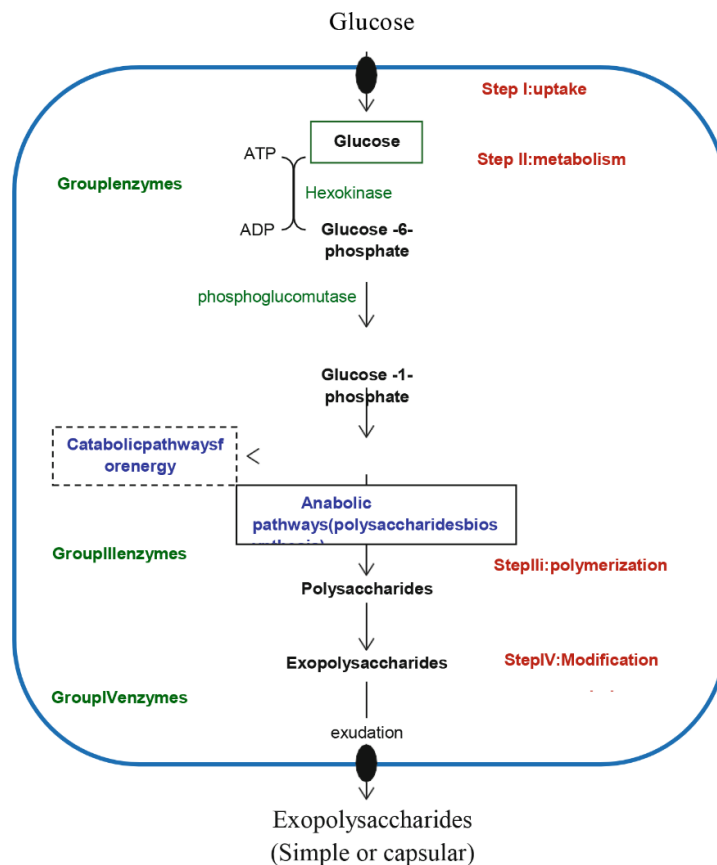 Glucose
Step I:uptake
Glucose
ATP
Step II:metabolism
GroupIenzymes
Hexokinase
ADP
Glucose -6-
phosphate
phosphoglucomutase
Glucose -1-
phosphate
Catabolicpathwaysf
orenergy
<
Anabolic
pathways(polysaccharidesbios
GroupIIIenzymes
StepIIi:polymerization
Polysaccharides
Exopolysaccharides
StepIV:Modification
GroupIVenzymes
exudation
Exopolysaccharides
(Simple or capsular)